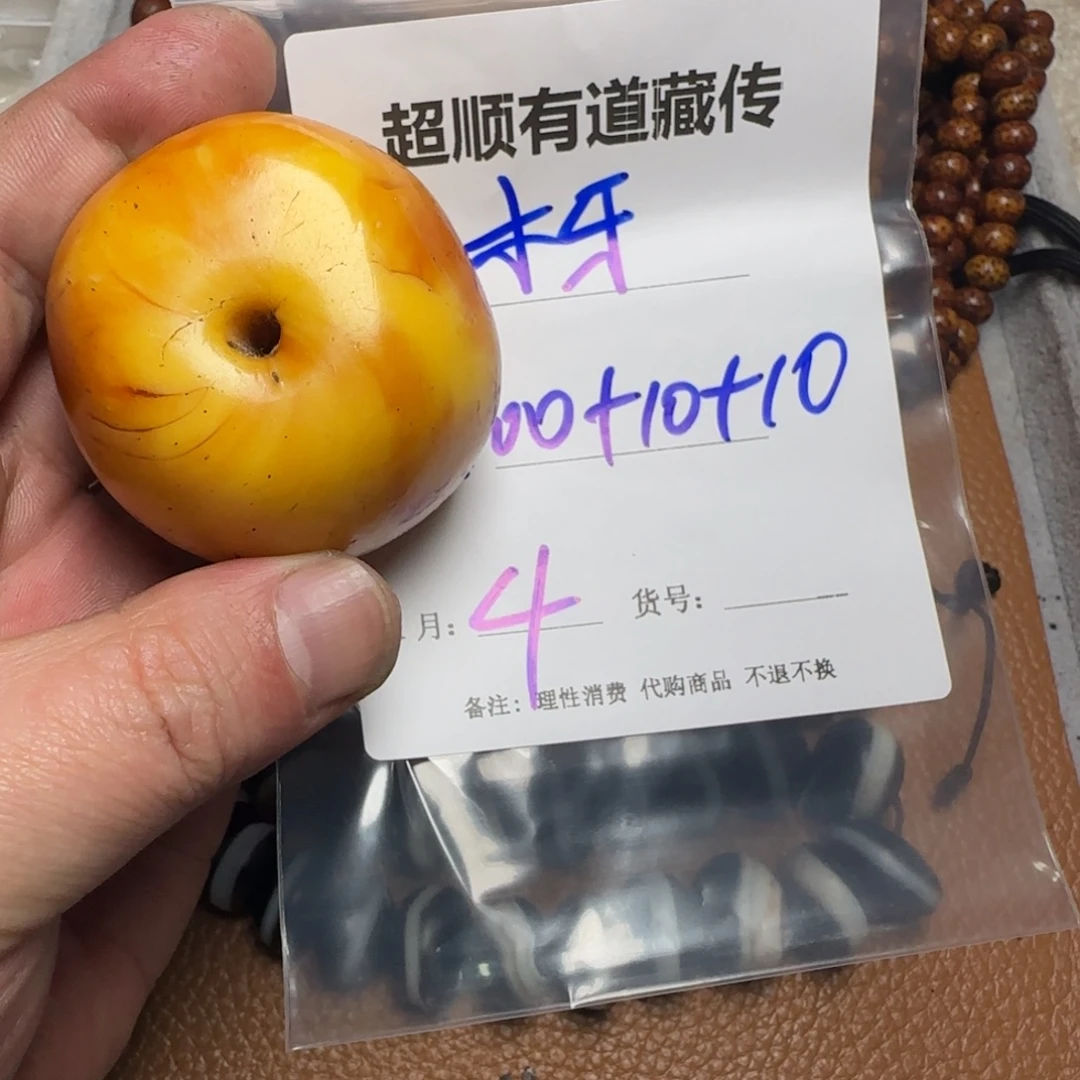 超顺有道藏传
00+10+10
月: 4 货号:
备注: 理性消费 代购商品 不退不换